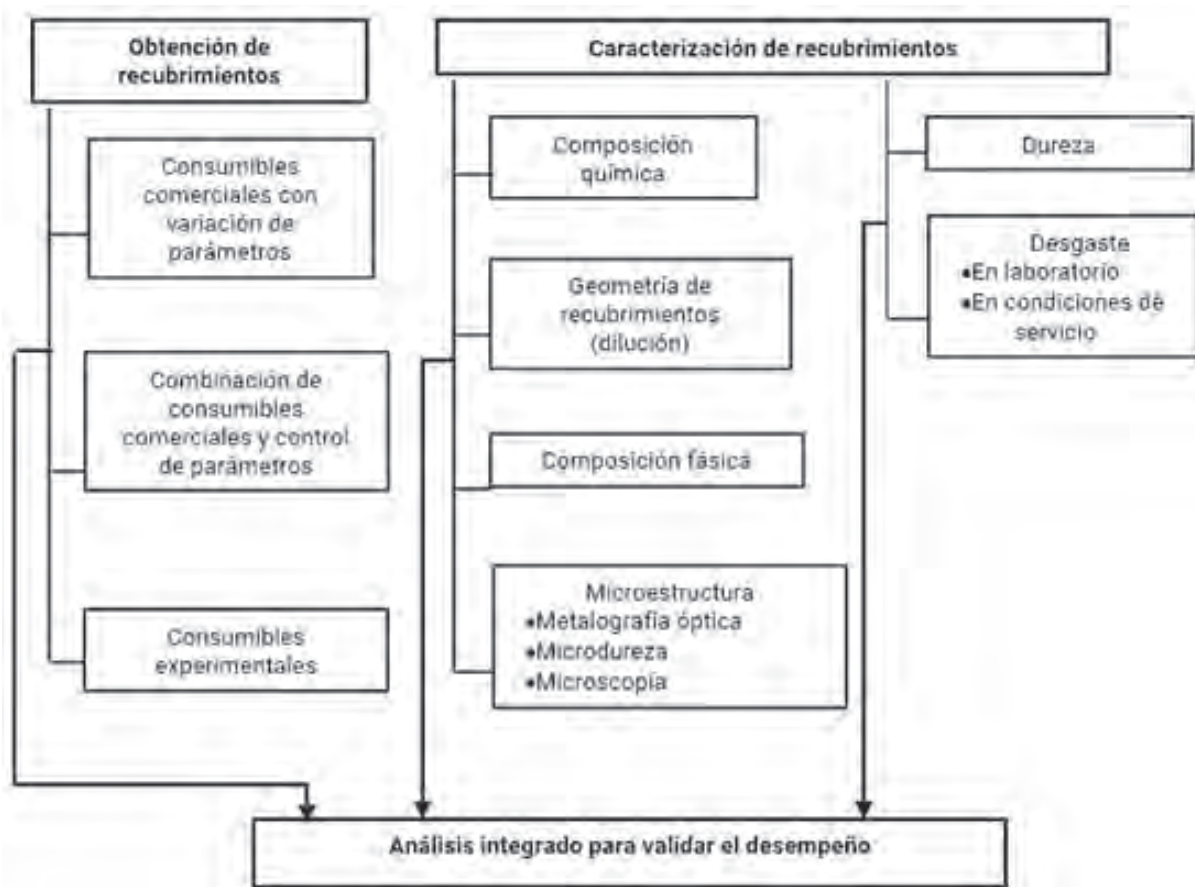 Obtención de
recubrimientos
Consumibles
comerciales con
variación de
parámetros
Combinación de
consumibles
comerciales y control
de parámetros
Consumibles
experimentales
Caracterización de recubrimientos
Composición
química
Geometría de
recubrimientos
(dilución)
Composición fásica
Microestructura
•Metalografía óptica
•Microdureza
•Microscopia
Dureza
Desgaste
•En laboratorio
•En condiciones de
servicio
Análisis integrado para validar el desempeño